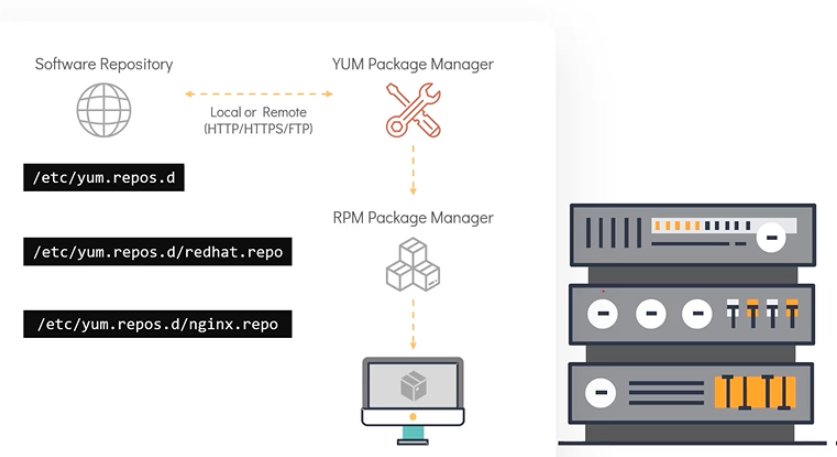 Software Repository
YUM Package Manager
Local or Remote
(HTTP/HTTPS/FTP)
/etc/yum.repos.d
RPM Package Manager
/etc/yum.repos.d/redhat.repo
/etc/yum.repos.d/nginx.repo